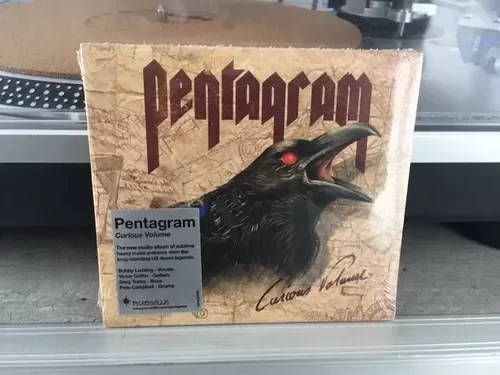 pentagram
Curious Volume
Pentagram
Curious Volume
The new studio album of sublime
heavy metal anthems from the
long-standing US doom legends.
Bobby Liebling - Vocals
Victor Griffin - Guitars
Greg Turley - Bass
Pete Campbell - Drums
PEACEVILLE